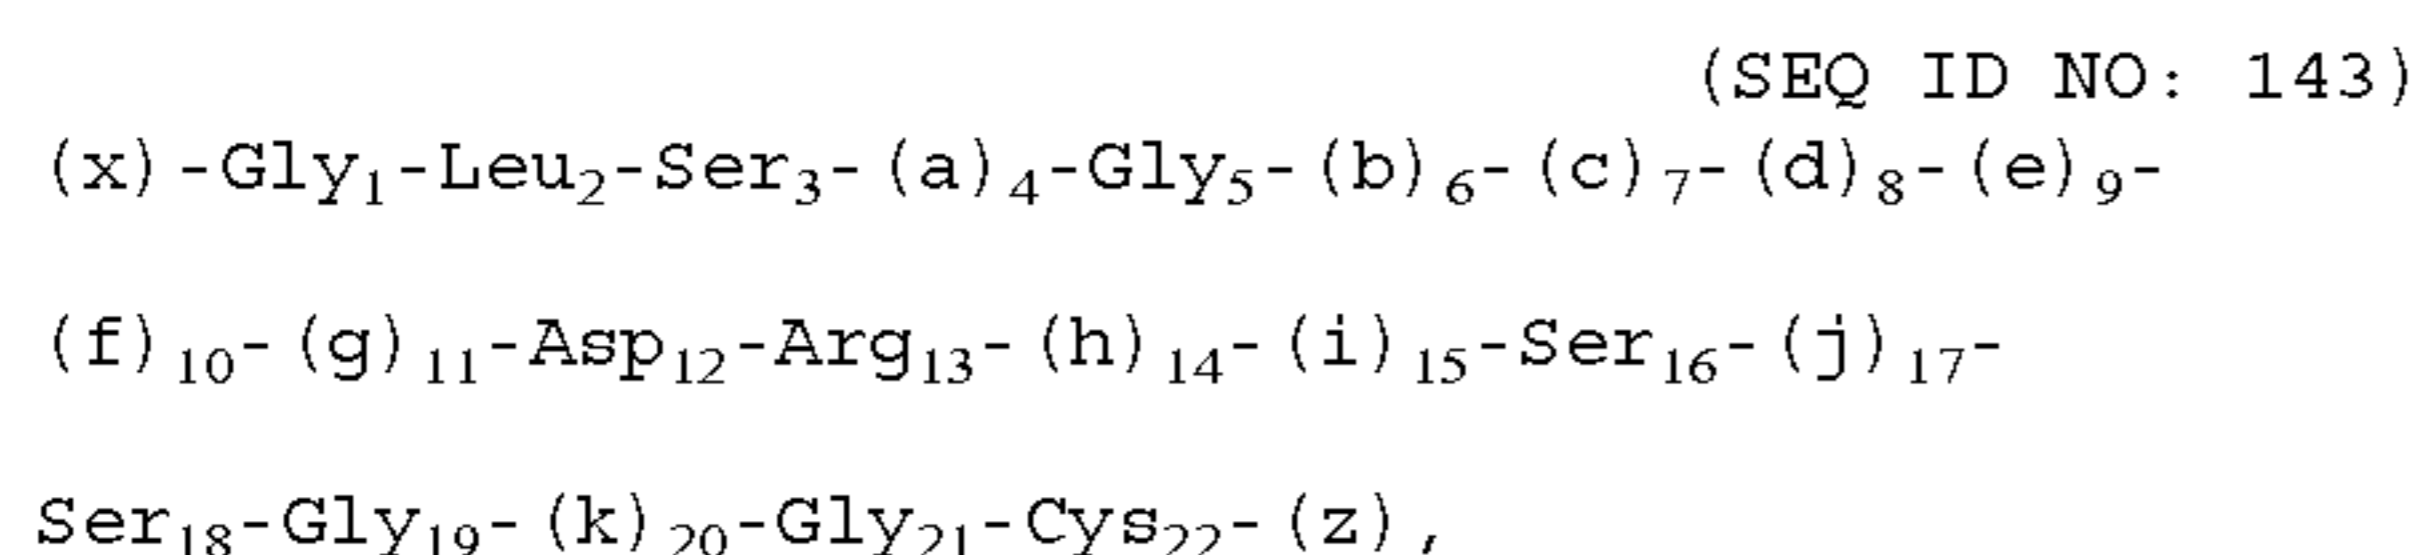 (SEQ ID NO: 143)
(x)-Gly₁-Leu₂-Ser₃-(a)₄-Gly₅-(b)₆-(c)₇-(d)₈-(e)₉-
(f)₁₀-(g)₁₁-Asp₁₂-Arg₁₃-(h)₁₄-(i)₁₅-Ser₁₆-(j)₁₇-
Ser₁₈-Gly₁₉-(k)₂₀-Gly₂₁-Cys₂₂-(z),